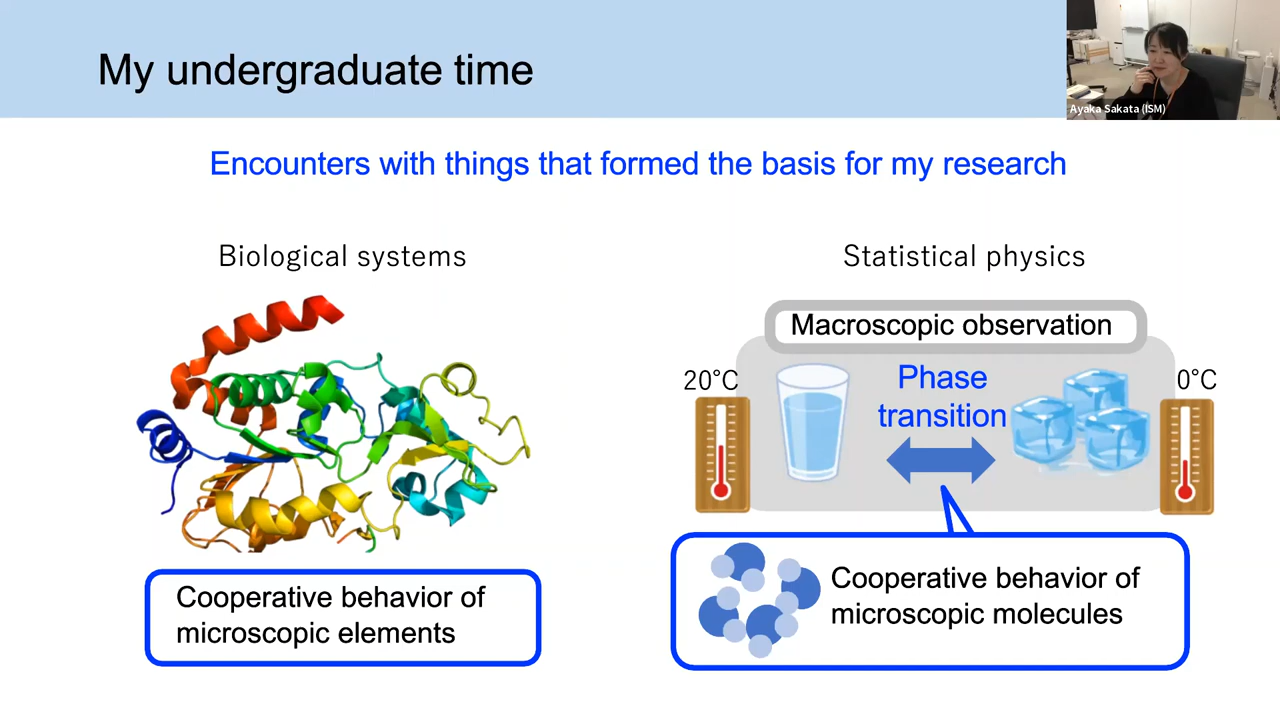 My undergraduate time
Ayaka Sakata (ISM)
Encounters with things that formed the basis for my research
Biological systems
Cooperative behavior of
microscopic elements
Statistical physics
Macroscopic observation
20°C
Phase
transition
0°C
Cooperative behavior of
microscopic molecules